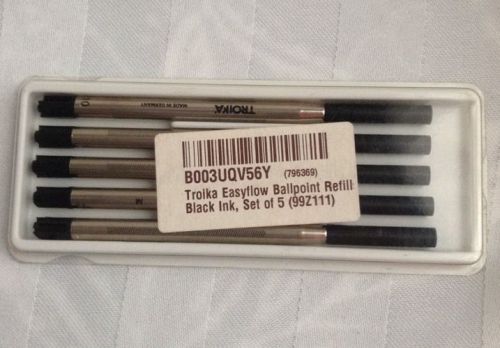 TROIKA MADE IN GERMANY
M
B003UQV56Y (796369)
Troika Easyflow Ballpoint Refill
Black Ink, Set of 5 (99Z111)